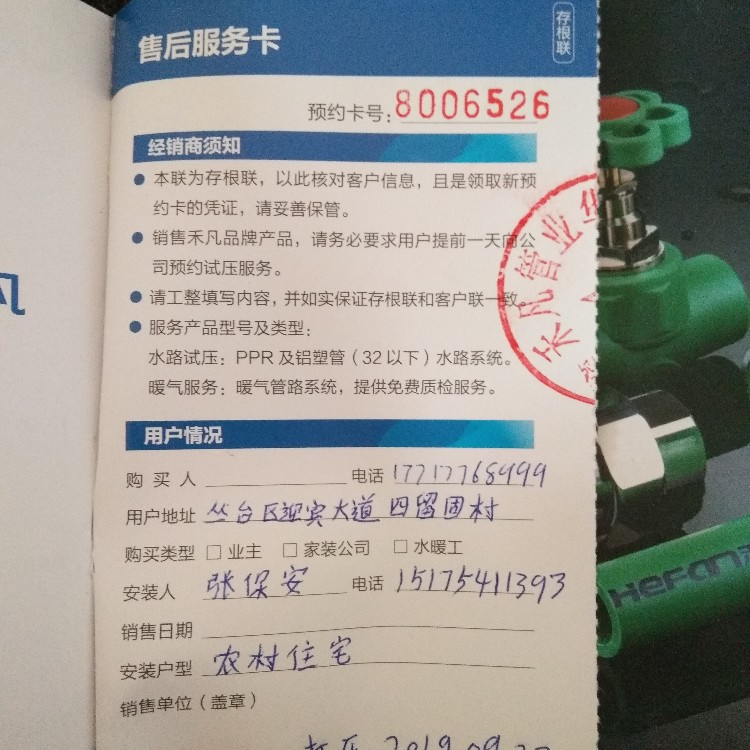 存根联
售后服务卡
预约卡号:8006526
经销商须知
● 本联为存根联，以此核对客户信息，且是领取新预
约卡的凭证，请妥善保管。
● 销售禾凡品牌产品，请务必要求用户提前一天向公
司预约试压服务。
● 请工整填写内容，并如实保证存根联和客户联一致。
● 服务产品型号及类型：
水路试压：PPR及铝塑管（32以下）水路系统。
暖气服务：暖气管路系统，提供免费质检服务。
禾凡管业华
用户情况
购买人 电话 17717768999
用户地址 丛台区迎宾大道四留固村
购买类型 □ 业主 □ 家装公司 □ 水暖工
安装人 张保安 电话 15175411393
销售日期
安装户型 农村住宅
销售单位（盖章）
2019.09
HeFan